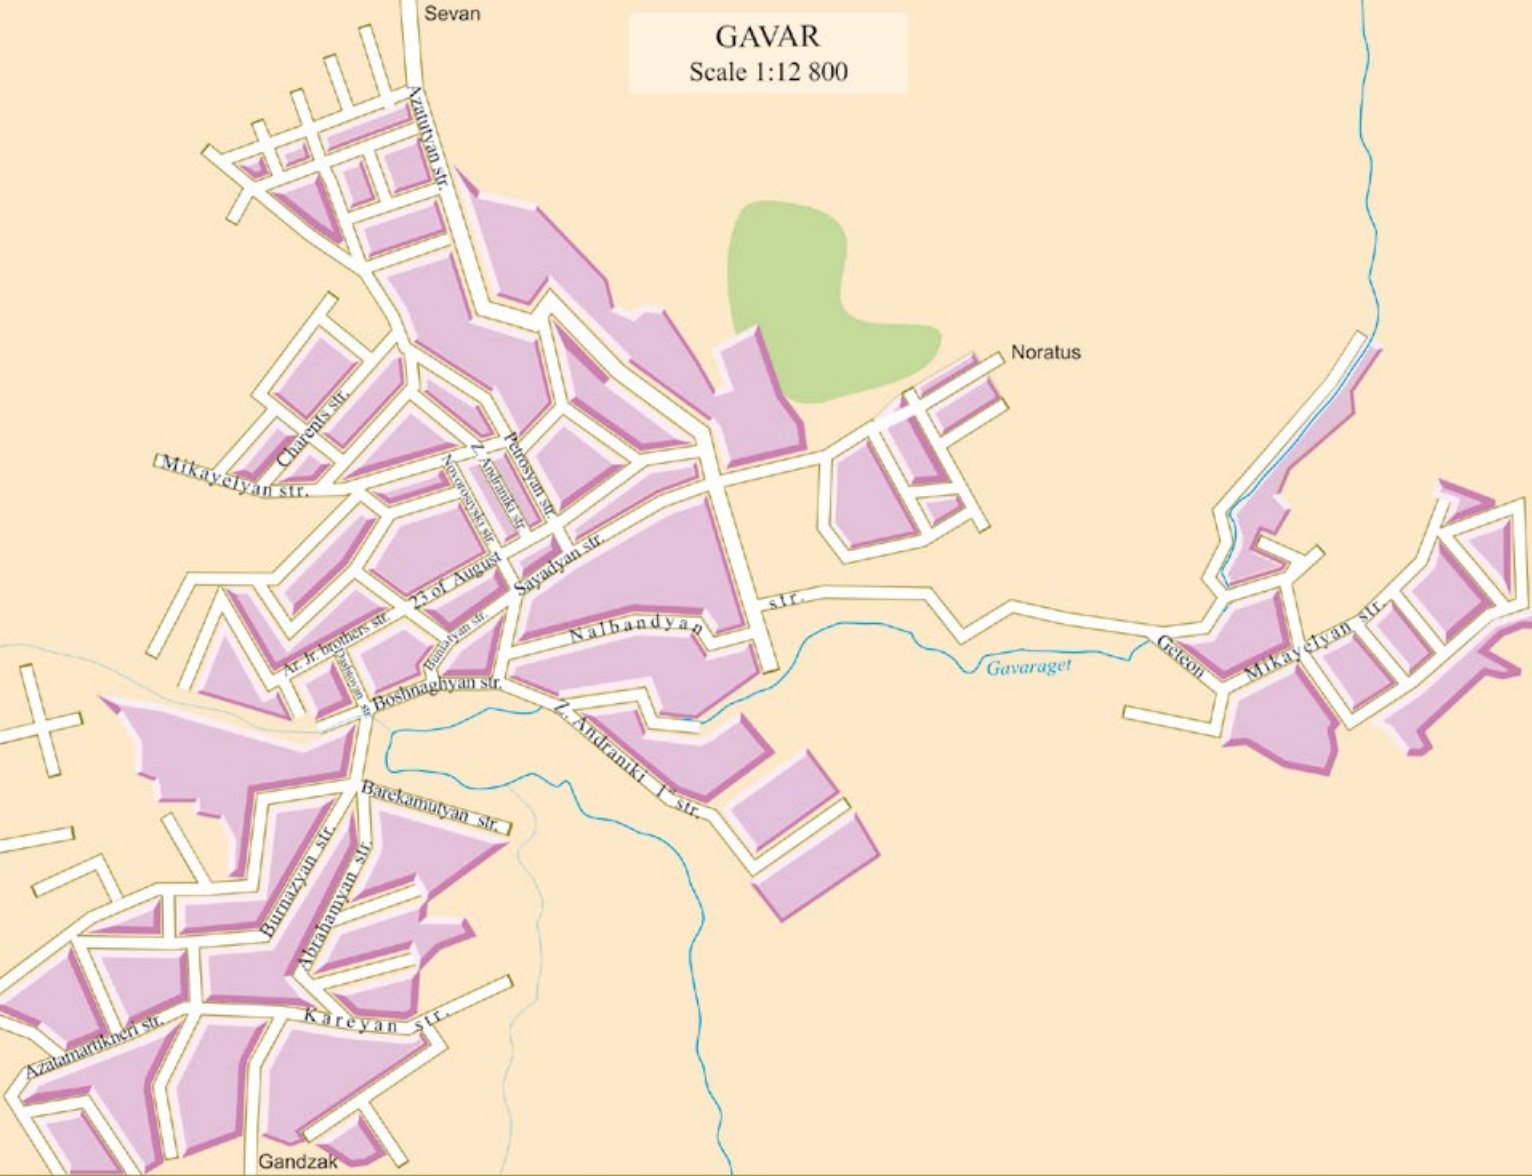 Sevan
GAVAR
Scale 1:12 800
Azatutyan str.
Noratus
Charents str.
Mikayelyan str.
Petrosyan str.
Z. Andraniki str.
Novorosiyski str.
23 of August
Sayadyan str.
Ar. Jr. brothers str.
Nalbandyan str.
Boshnaghyan str.
Gavaraget
Geteon
Mikayelyan str.
Z. Andraniki 1st str.
Barekamutyan str.
Burnazyan str.
Abrahamyan str.
Kareyan str.
Azatamartikneri str.
Gandzak